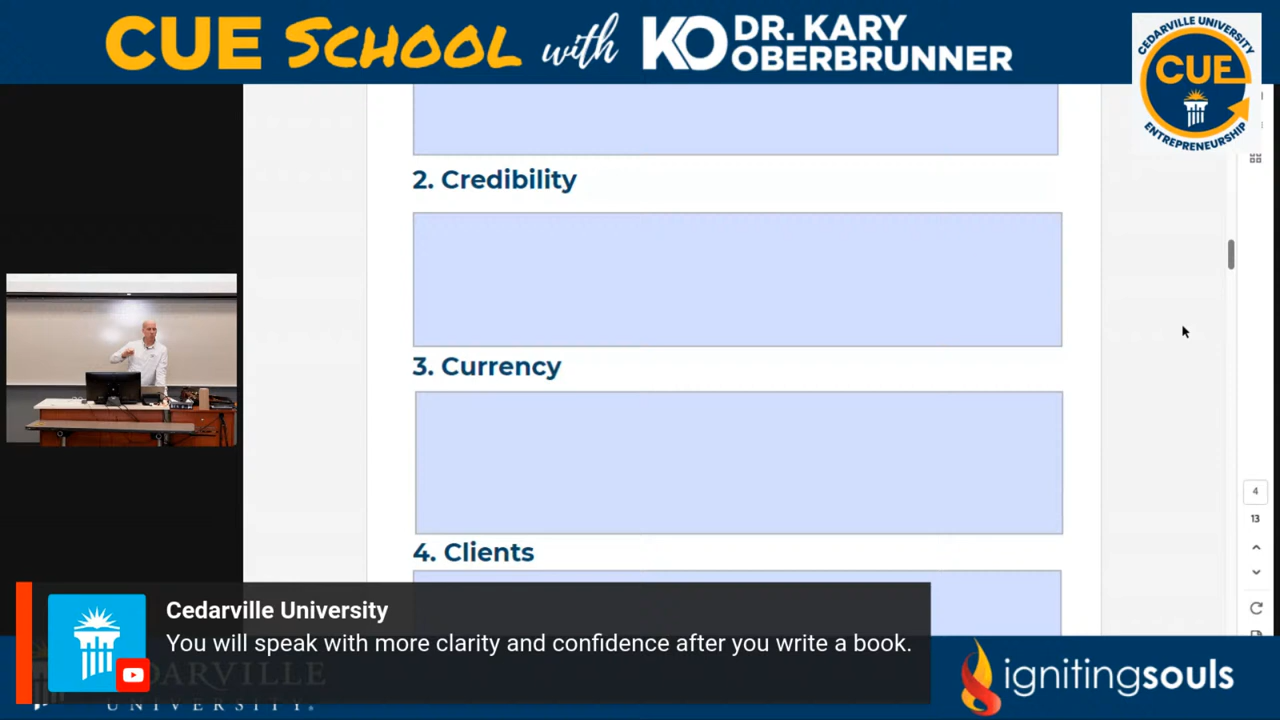 CUE SCHOOL with KO DR. KARY
OBERBRUNNER
CEDARVILLE UNIVERSITY
CUE
ENTREPRENEURSHIP
2. Credibility
3. Currency
4. Clients
4
13
Cedarville University
You will speak with more clarity and confidence after you write a book.
UNIVERSITY.
ignitingsouls